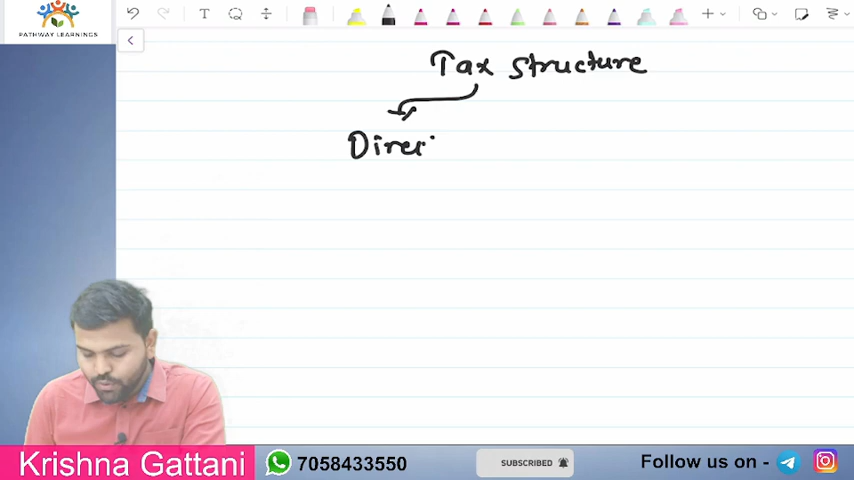 PATHWAY LEARNINGS
T
Tax structure
Direc
Krishna Gattani
7058433550
SUBSCRIBED
Follow us on -